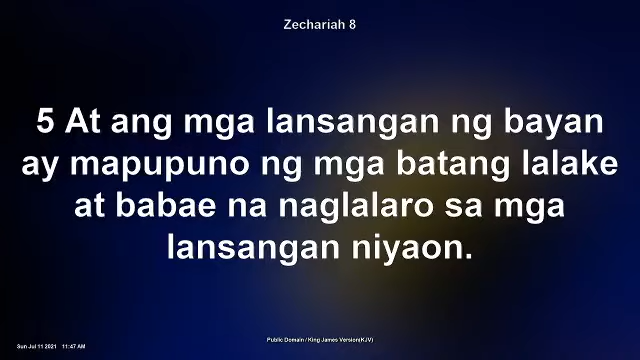 Zechariah 8
5 At ang mga lansangan ng bayan
ay mapupuno ng mga batang lalake
at babae na naglalaro sa mga
lansangan niyaon.
Public Domain / King James Version(KJV)
Sun Jul 11 2021 11:47 AM